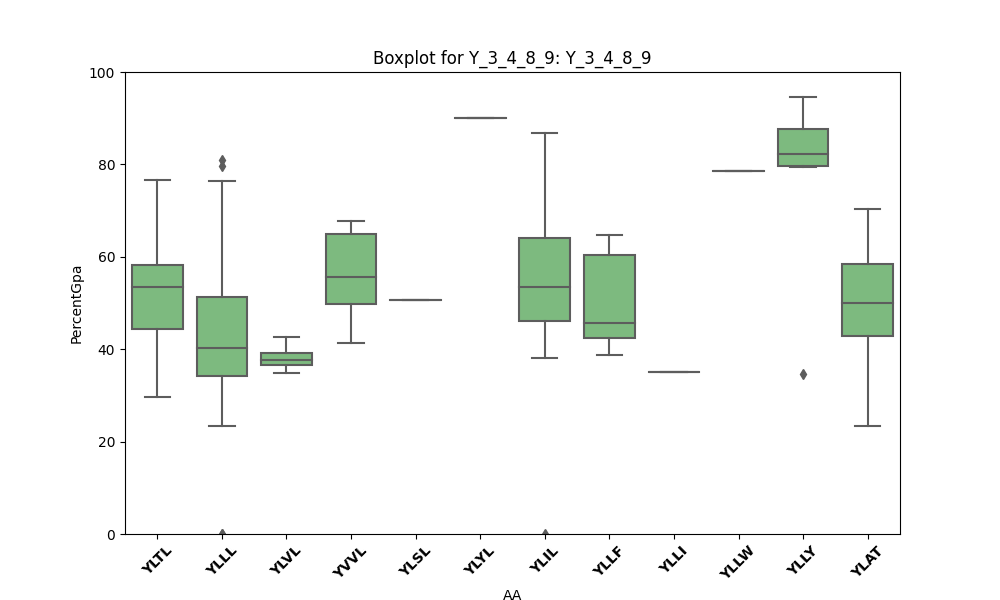 Boxplot for Y_3_4_8_9: Y_3_4_8_9
100
80
60
40
20
0
PercentGpa
YLTL
YLLL
YLVL
YVVL
YLSL
YLYL
YLIL
YLLF
YLLI
YLLW
YLLY
YLAT
AA